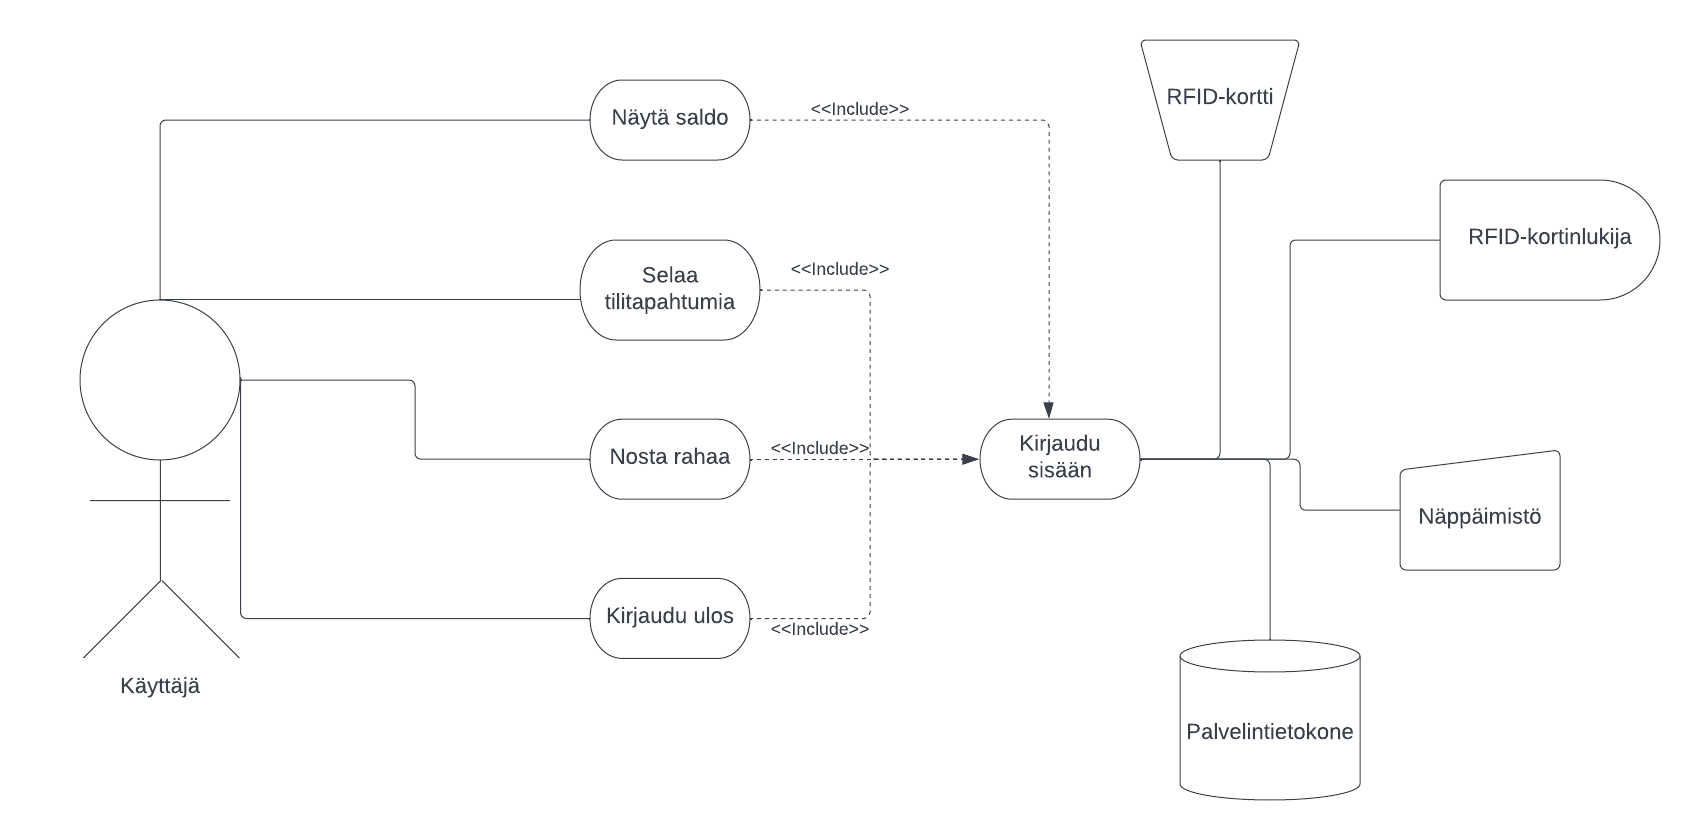 RFID-kortti
Näytä saldo
<<Include>>
RFID-kortinlukija
Selaa
tilitapahtumia
<<Include>>
Nosta rahaa
<<Include>>
Kirjaudu
sisään
Näppäimistö
Kirjaudu ulos
<<Include>>
Käyttäjä
Palvelintietokone